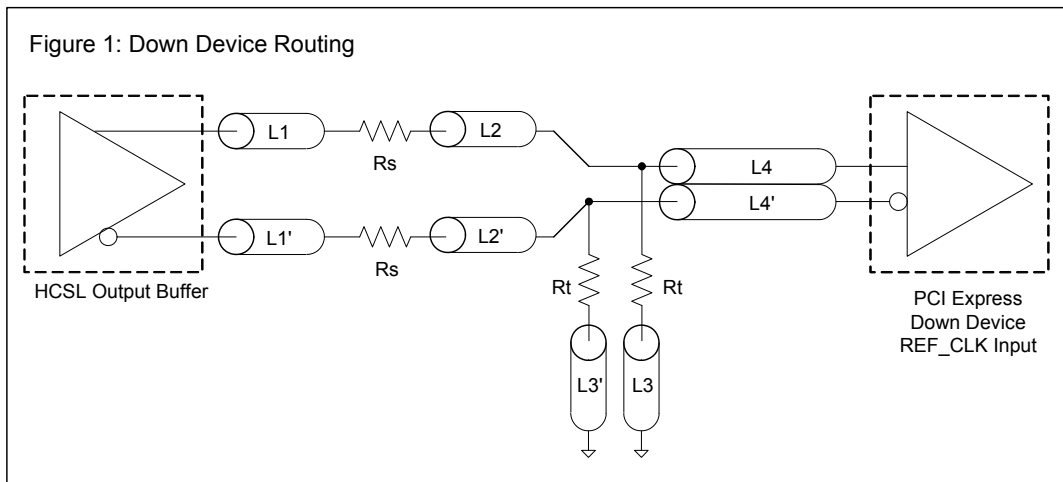 Figure 1: Down Device Routing
L1
Rs
L2
L4
L4'
L1'
Rs
L2'
HCSL Output Buffer
Rt
Rt
L3'
L3
PCI Express
Down Device
REF_CLK Input